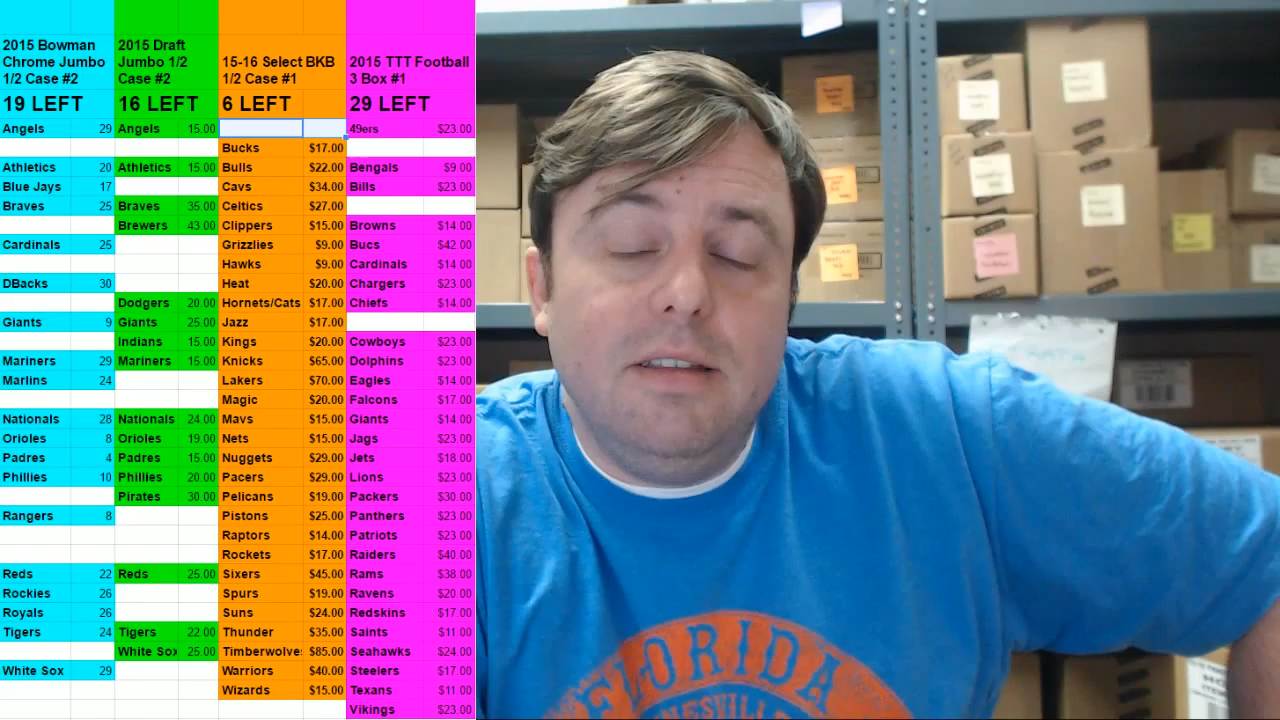 2015 Bowman Chrome Jumbo 1/2 Case #2
19 LEFT
Angels 29
Athletics 20
Blue Jays 17
Braves 25
Cardinals 25
DBacks 30
Giants 9
Mariners 29
Marlins 24
Nationals 28
Orioles 8
Padres 4
Phillies 10
Rangers 8
Reds 22
Rockies 26
Royals 26
Tigers 24
White Sox 29
2015 Draft Jumbo 1/2 Case #2
16 LEFT
Angels 15.00
Athletics 15.00
Braves 35.00
Brewers 43.00
Dodgers 20.00
Giants 25.00
Indians 15.00
Mariners 15.00
Nationals 24.00
Orioles 19.00
Padres 15.00
Phillies 20.00
Pirates 30.00
Reds 25.00
Tigers 22.00
White Sox 25.00
15-16 Select BKB 1/2 Case #1
6 LEFT
Bucks $17.00
Bulls $22.00
Cavs $34.00
Celtics $27.00
Clippers $15.00
Grizzlies $9.00
Hawks $9.00
Heat $20.00
Hornets/Cats $17.00
Jazz $17.00
Kings $20.00
Knicks $65.00
Lakers $70.00
Magic $20.00
Mavs $15.00
Nets $15.00
Nuggets $29.00
Pacers $29.00
Pelicans $19.00
Pistons $25.00
Raptors $14.00
Rockets $17.00
Sixers $45.00
Spurs $19.00
Suns $24.00
Thunder $35.00
Timberwolve $85.00
Warriors $40.00
Wizards $15.00
2015 TTT Football 3 Box #1
29 LEFT
49ers $23.00
Bengals $9.00
Bills $23.00
Browns $14.00
Bucs $42.00
Cardinals $14.00
Chargers $23.00
Chiefs $14.00
Cowboys $23.00
Dolphins $23.00
Eagles $14.00
Falcons $17.00
Giants $14.00
Jags $23.00
Jets $18.00
Lions $23.00
Packers $30.00
Panthers $23.00
Patriots $23.00
Raiders $40.00
Rams $38.00
Ravens $20.00
Redskins $17.00
Saints $11.00
Seahawks $24.00
Steelers $17.00
Texans $11.00
Vikings $23.00
FLORIDA